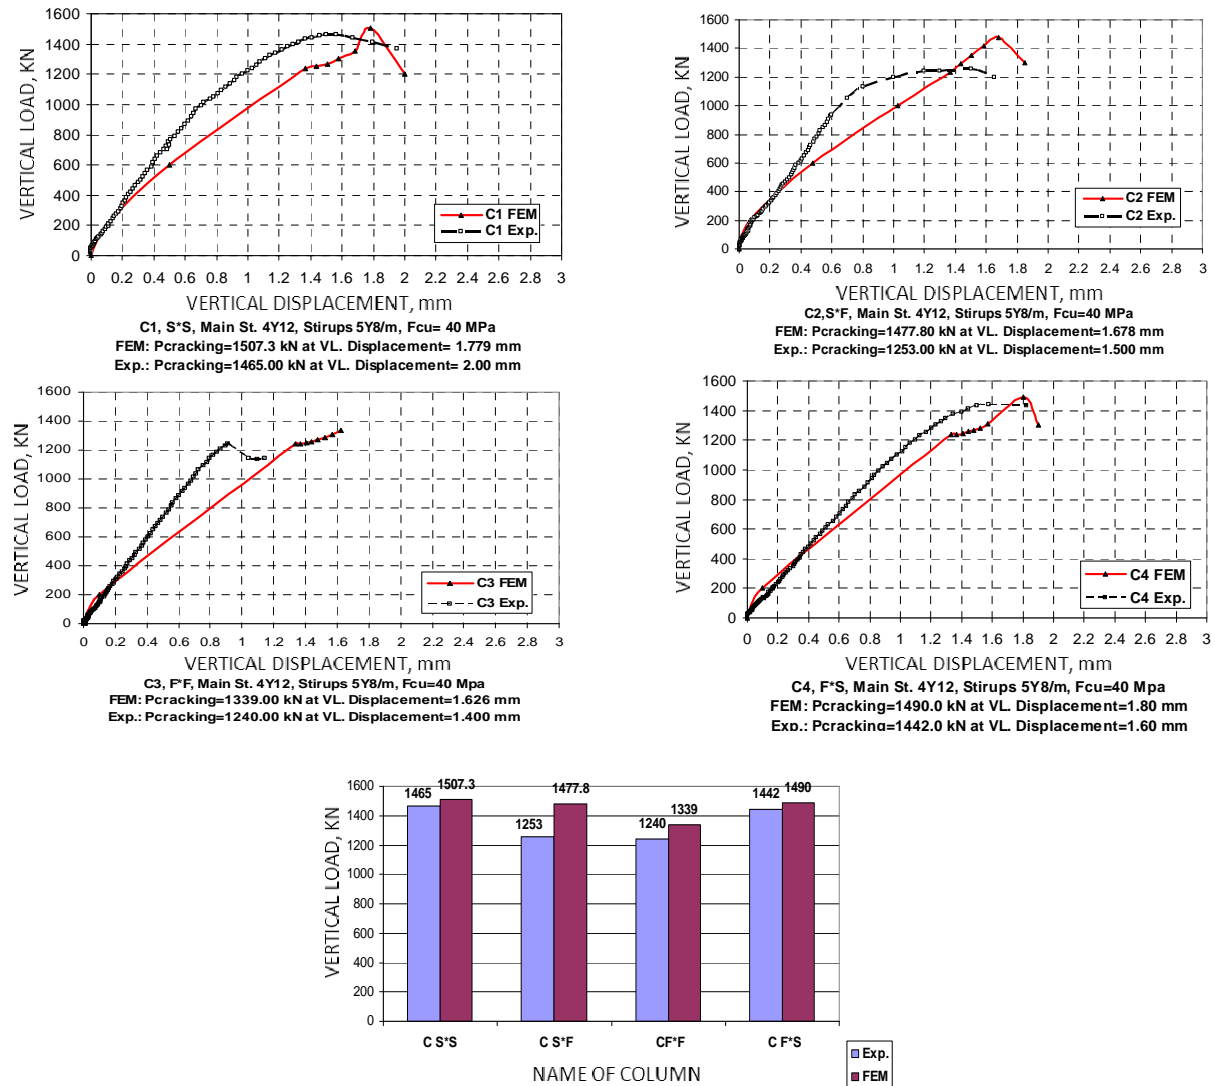 1600
1400
1200
1000
800
600
400
200
0
VERTICAL LOAD, KN
C1 FEM
C1 Exp.
0 0.2 0.4 0.6 0.8 1 1.2 1.4 1.6 1.8 2 2.2 2.4 2.6 2.8 3
VERTICAL DISPLACEMENT, mm
C1, S*S, Main St. 4Y12, Stirups 5Y8/m, Fcu= 40 MPa
FEM: Pcracking=1507.3 kN at VL. Displacement= 1.779 mm
Exp.: Pcracking=1465.00 kN at VL. Displacement= 2.00 mm
1600
1400
1200
1000
800
600
400
200
0
VERTICAL LOAD, KN
C2 FEM
C2 Exp.
0 0.2 0.4 0.6 0.8 1 1.2 1.4 1.6 1.8 2 2.2 2.4 2.6 2.8 3
VERTICAL DISPLACEMENT, mm
C2,S*F, Main St. 4Y12, Stirups 5Y8/m, Fcu=40 MPa
FEM: Pcracking=1477.80 kN at VL. Displacement=1.678 mm
Exp.: Pcracking=1253.00 kN at VL. Displacement=1.500 mm
1600
1400
1200
1000
800
600
400
200
0
VERTICAL LOAD, KN
C3 FEM
C3 Exp.
0 0.2 0.4 0.6 0.8 1 1.2 1.4 1.6 1.8 2 2.2 2.4 2.6 2.8 3
VERTICAL DISPLACEMENT, mm
C3, F*F, Main St. 4Y12, Stirups 5Y8/m, Fcu=40 Mpa
FEM: Pcracking=1339.00 kN at VL. Displacement=1.626 mm
Exp.: Pcracking=1240.00 kN at VL. Displacement=1.400 mm
1600
1400
1200
1000
800
600
400
200
0
VERTICAL LOAD, KN
C4 FEM
C4 Exp.
0 0.2 0.4 0.6 0.8 1 1.2 1.4 1.6 1.8 2 2.2 2.4 2.6 2.8 3
VERTICAL DISPLACEMENT, mm
C4, F*S, Main St. 4Y12, Stirups 5Y8/m, Fcu=40 MPa
FEM: Pcracking=1490.0 kN at VL. Displacement=1.80 mm
Exp.: Pcracking=1442.0 kN at VL. Displacement=1.60 mm
1600
1400
1200
1000
800
600
400
200
0
VERTICAL LOAD, KN
1465 1507.3 1253 1477.8 1240 1339 1442 1490
C S*S C S*F CF*F C F*S
NAME OF COLUMN
Exp.
FEM